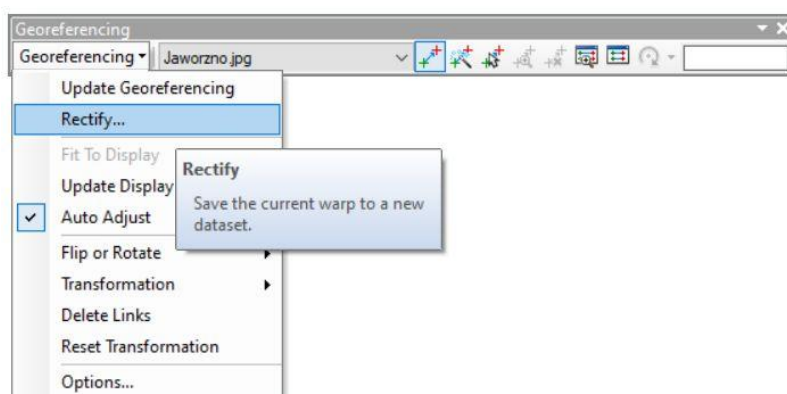 Georeferencing
Georeferencing Jaworzno.jpg
Update Georeferencing
Rectify...
Fit To Display
Update Display
Auto Adjust
Flip or Rotate
Transformation
Delete Links
Reset Transformation
Options...
Rectify
Save the current warp to a new
dataset.